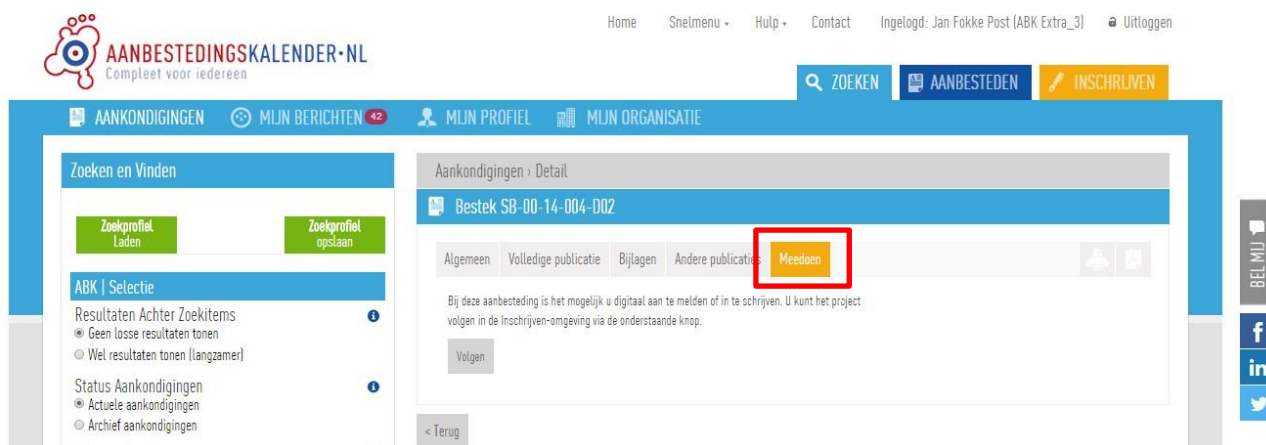 Home Snelmenu Hulp Contact Ingelogd: Jan Fokke Post (ABK Extra_3) Uitloggen
AANBESTEDINGSKALENDER·NL
Compleet voor iedereen
ZOEKEN AANBESTEDEN INSCHRIJVEN
AANKONDIGINGEN MIJN BERICHTEN 42 MIJN PROFIEL MIJN ORGANISATIE
Zoeken en Vinden
Zoekprofiel
Laden
Zoekprofiel
opslaan
ABK | Selectie
Resultaten Achter Zoekitems
Geen losse resultaten tonen
Wel resultaten tonen (langzamer)
Status Aankondigingen
Actuele aankondigingen
Archief aankondigingen
Aankondigingen › Detail
Bestek SB-00-14-004-D02
Algemeen Volledige publicatie Bijlagen Andere publicaties Meedoen
Bij deze aanbesteding is het mogelijk u digitaal aan te melden of in te schrijven. U kunt het project
volgen in de Inschrijven-omgeving via de onderstaande knop.
Volgen
< Terug
BEL MIJ
f
in